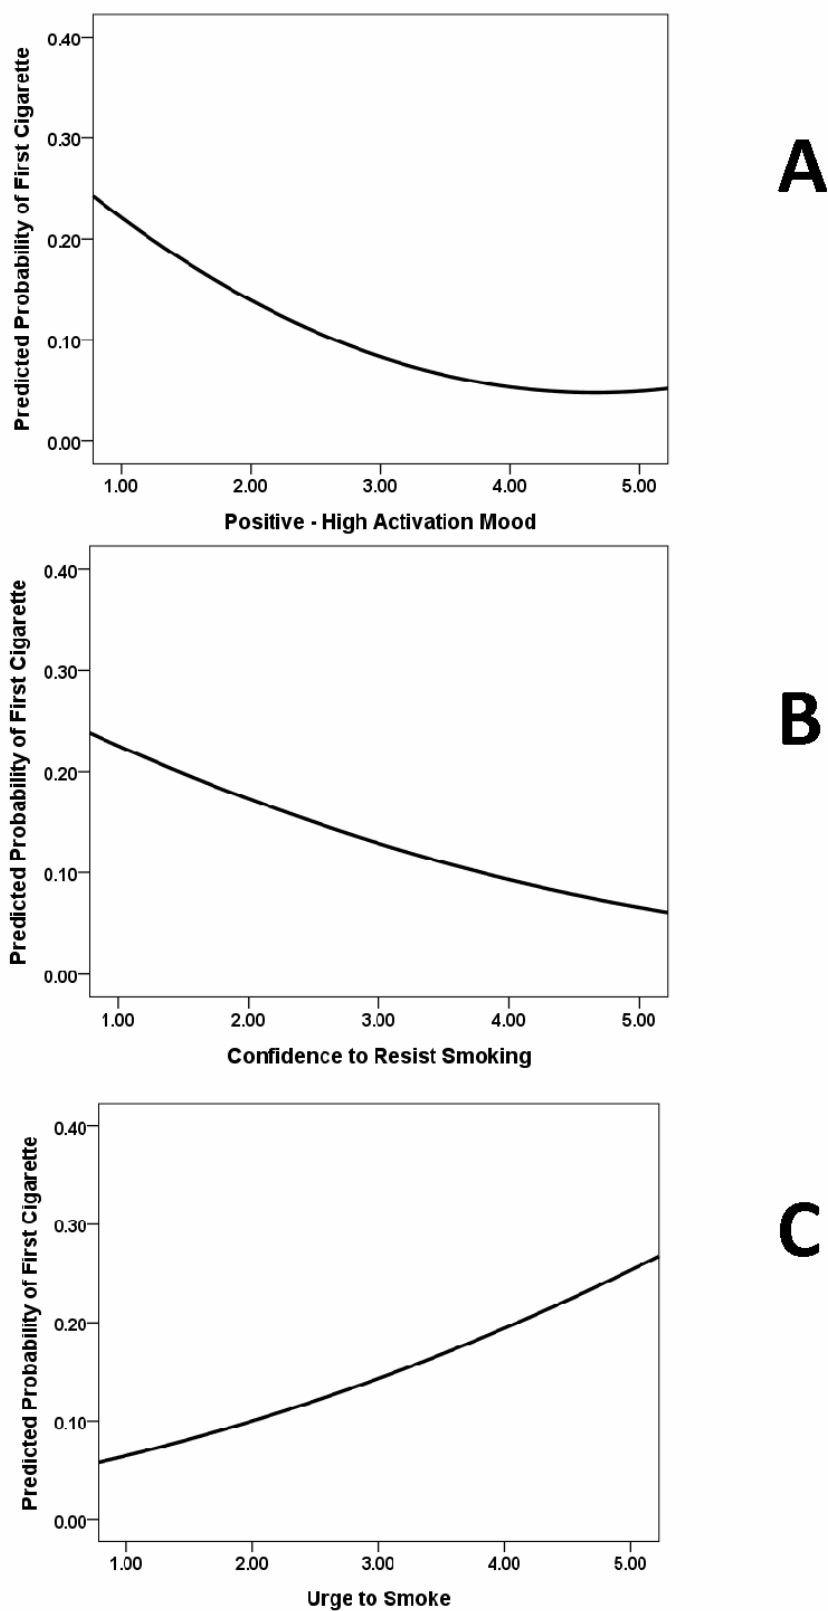 Predicted Probability of First Cigarette
0.40
0.30
0.20
0.10
0.00
1.00 2.00 3.00 4.00 5.00
Positive - High Activation Mood
A
Predicted Probability of First Cigarette
0.40
0.30
0.20
0.10
0.00
1.00 2.00 3.00 4.00 5.00
Confidence to Resist Smoking
B
Predicted Probability of First Cigarette
0.40
0.30
0.20
0.10
0.00
1.00 2.00 3.00 4.00 5.00
Urge to Smoke
C